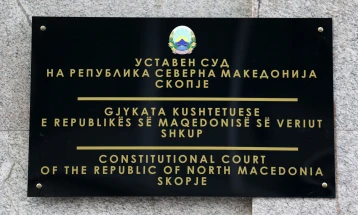 УСТАВЕН СУД
НА РЕПУБЛИКА СЕВЕРНА МАКЕДОНИЈА
СКОПЈЕ
GJYKATA KUSHTETUESE
E REPUBLIKËS SË MAQEDONISË SË VERIUT
SHKUP
CONSTITUTIONAL COURT
OF THE REPUBLIC OF NORTH MACEDONIA
SKOPJE